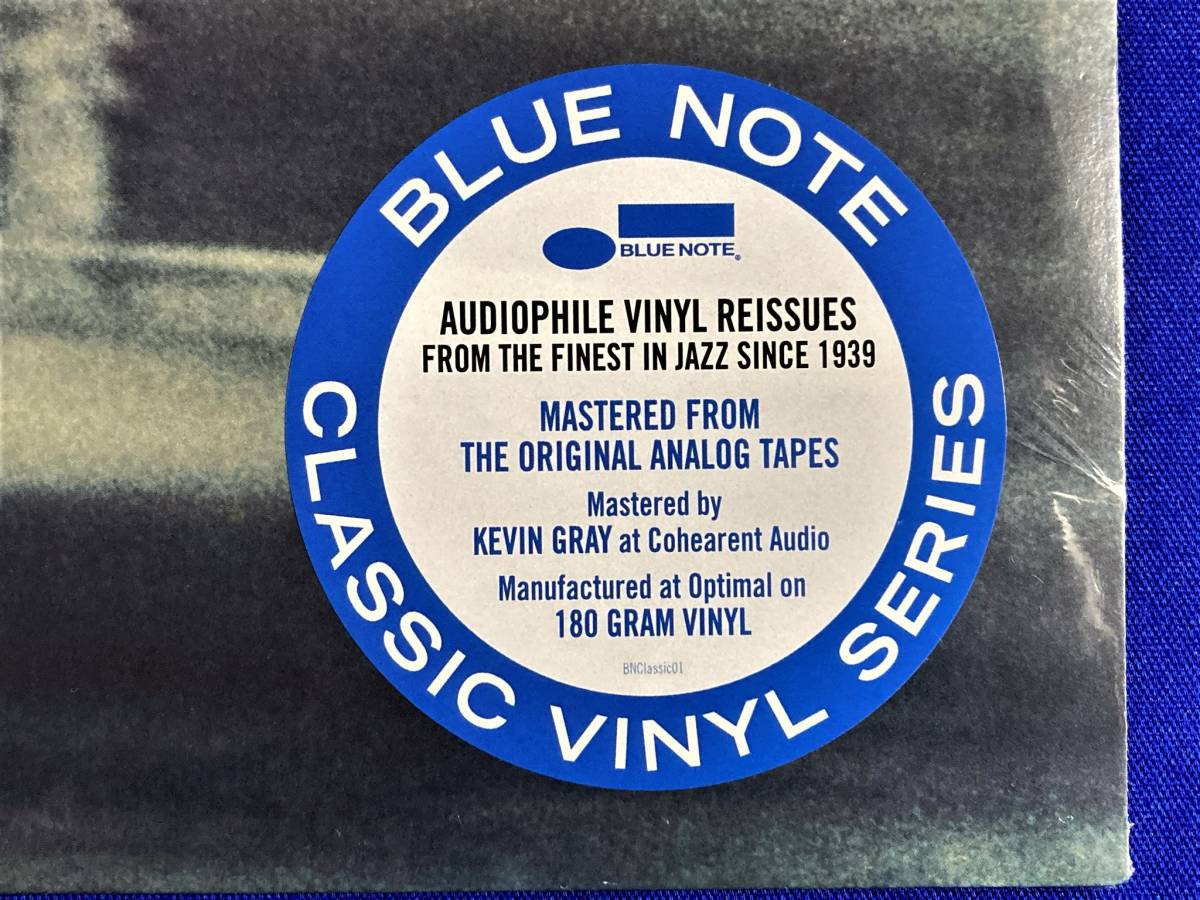 BLUE NOTE
BLUE NOTE®
AUDIOPHILE VINYL REISSUES
FROM THE FINEST IN JAZZ SINCE 1939
MASTERED FROM
THE ORIGINAL ANALOG TAPES
Mastered by
KEVIN GRAY at Cohearent Audio
Manufactured at Optimal on
180 GRAM VINYL
BNClassic01
CLASSIC VINYL SERIES